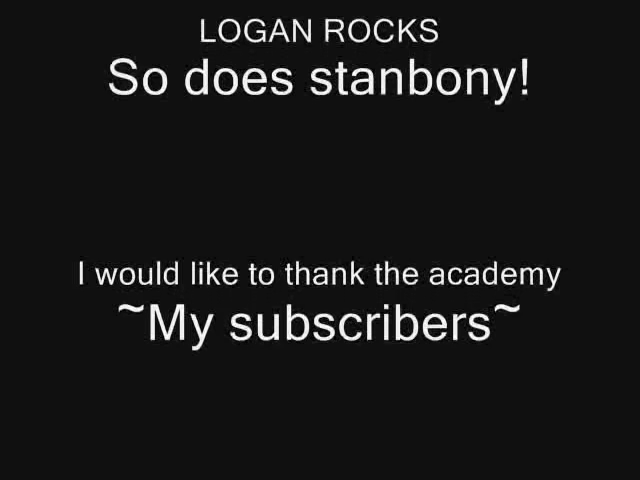 LOGAN ROCKS
So does stanbony!
I would like to thank the academy
~My subscribers~